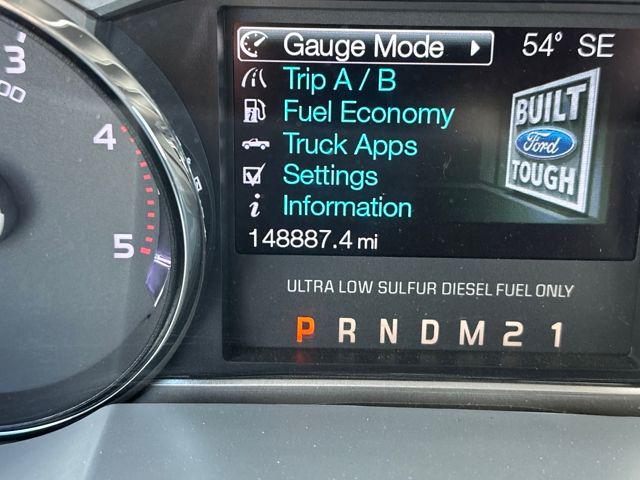 Gauge Mode
54° SE
Trip A / B
Fuel Economy
Truck Apps
Settings
Information
148887.4 mi
BUILT
Ford
TOUGH
ULTRA LOW SULFUR DIESEL FUEL ONLY
P R N D M 2 1
3
4
5